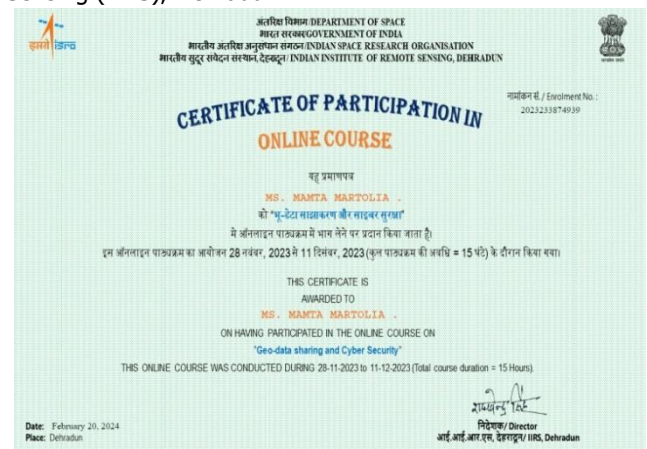 इसरो isro
अंतरिक्ष विभाग/DEPARTMENT OF SPACE
भारत सरकार/GOVERNMENT OF INDIA
भारतीय अंतरिक्ष अनुसंधान संगठन/INDIAN SPACE RESEARCH ORGANISATION
भारतीय सुदूर संवेदन संस्थान, देहरादून/ INDIAN INSTITUTE OF REMOTE SENSING, DEHRADUN
नामांकन सं. / Enrolment No. :
2023233874939
CERTIFICATE OF PARTICIPATION IN
ONLINE COURSE
यह प्रमाणपत्र
MS. MAMTA MARTOLIA .
को "भू-डेटा साझाकरण और साइबर सुरक्षा"
मे ऑनलाइन पाठ्यक्रम में भाग लेने पर प्रदान किया जाता है।
इस ऑनलाइन पाठ्यक्रम का आयोजन 28 नवंबर, 2023 से 11 दिसंबर, 2023 (कुल पाठ्यक्रम की अवधि = 15 घंटे) के दौरान किया गया।
THIS CERTIFICATE IS
AWARDED TO
MS. MAMTA MARTOLIA .
ON HAVING PARTICIPATED IN THE ONLINE COURSE ON
"Geo-data sharing and Cyber Security"
THIS ONLINE COURSE WAS CONDUCTED DURING 28-11-2023 to 11-12-2023 (Total course duration = 15 Hours).
Date: February 20, 2024
Place: Dehradun
निदेशक/ Director
आई.आई.आर.एस, देहरादून/ IIRS, Dehradun